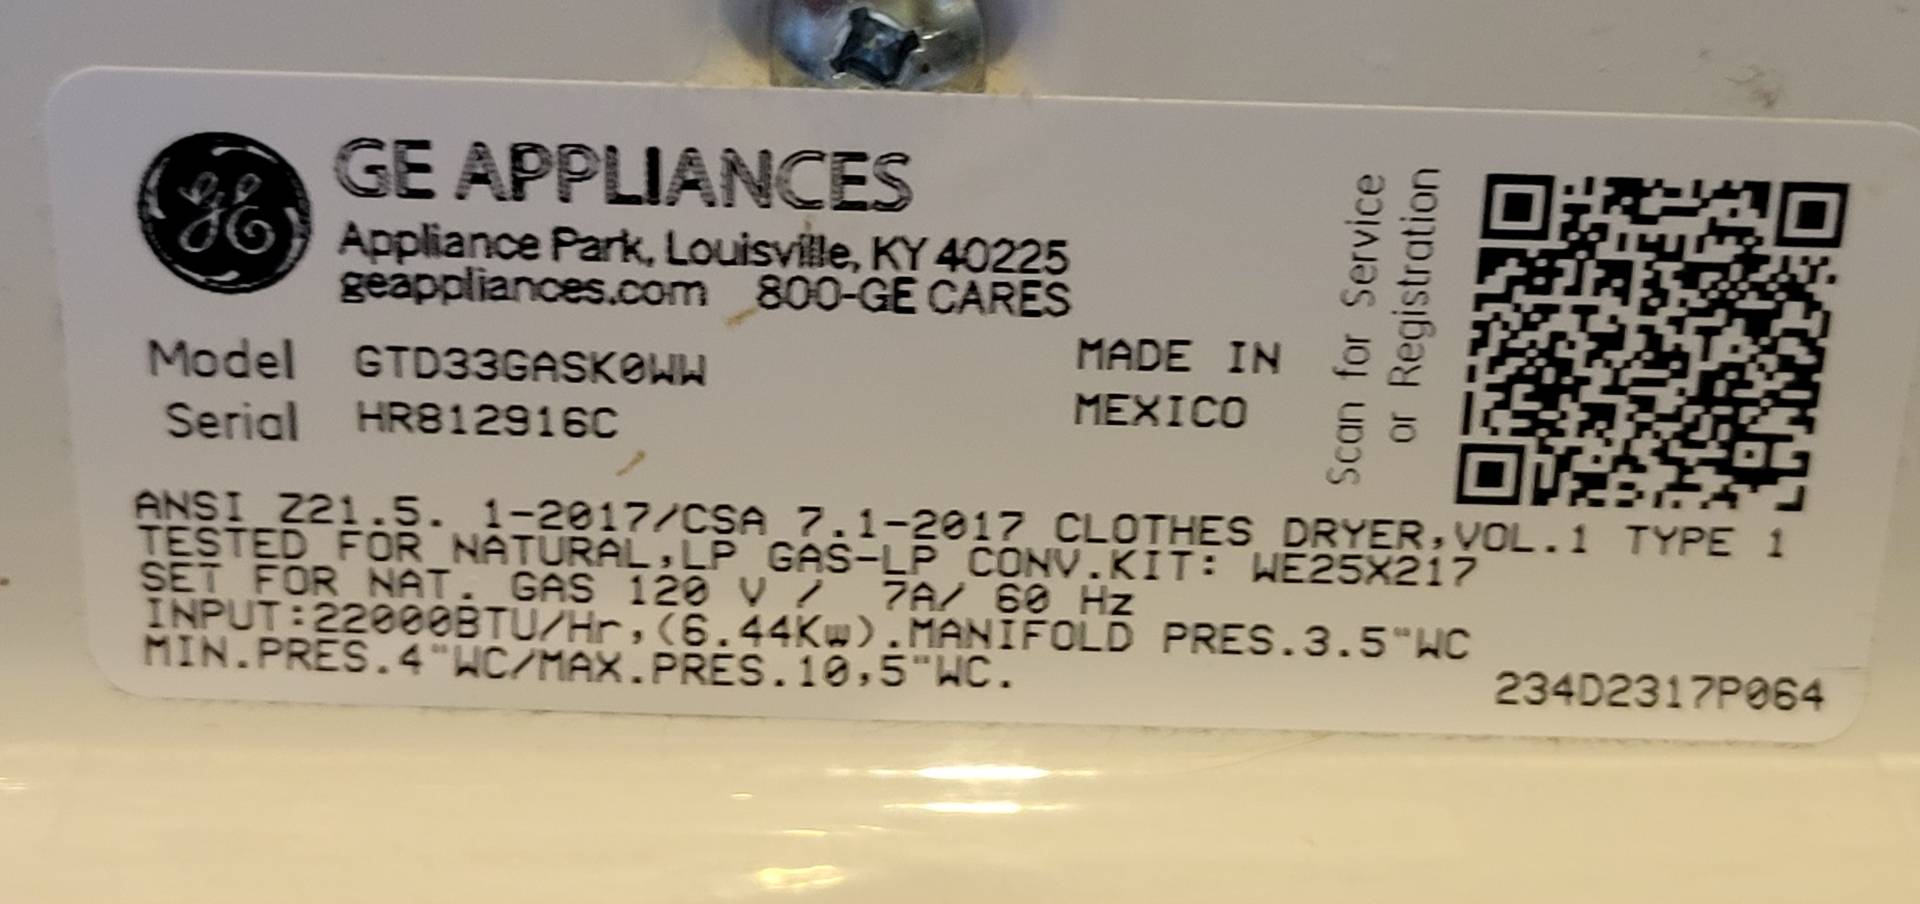 GE
GE APPLIANCES
Appliance Park, Louisville, KY 40225
geappliances.com 800-GE CARES
Model GTD33GASK0WW
Serial HR812916C
MADE IN
MEXICO
Scan for Service
or Registration
ANSI Z21.5. 1-2017/CSA 7.1-2017 CLOTHES DRYER,VOL.1 TYPE 1
TESTED FOR NATURAL,LP GAS-LP CONV.KIT: WE25X217
SET FOR NAT. GAS 120 V / 7A/ 60 Hz
INPUT:22000BTU/Hr,(6.44Kw).MANIFOLD PRES.3.5"WC
MIN.PRES.4"WC/MAX.PRES.10,5"WC.
234D2317P064